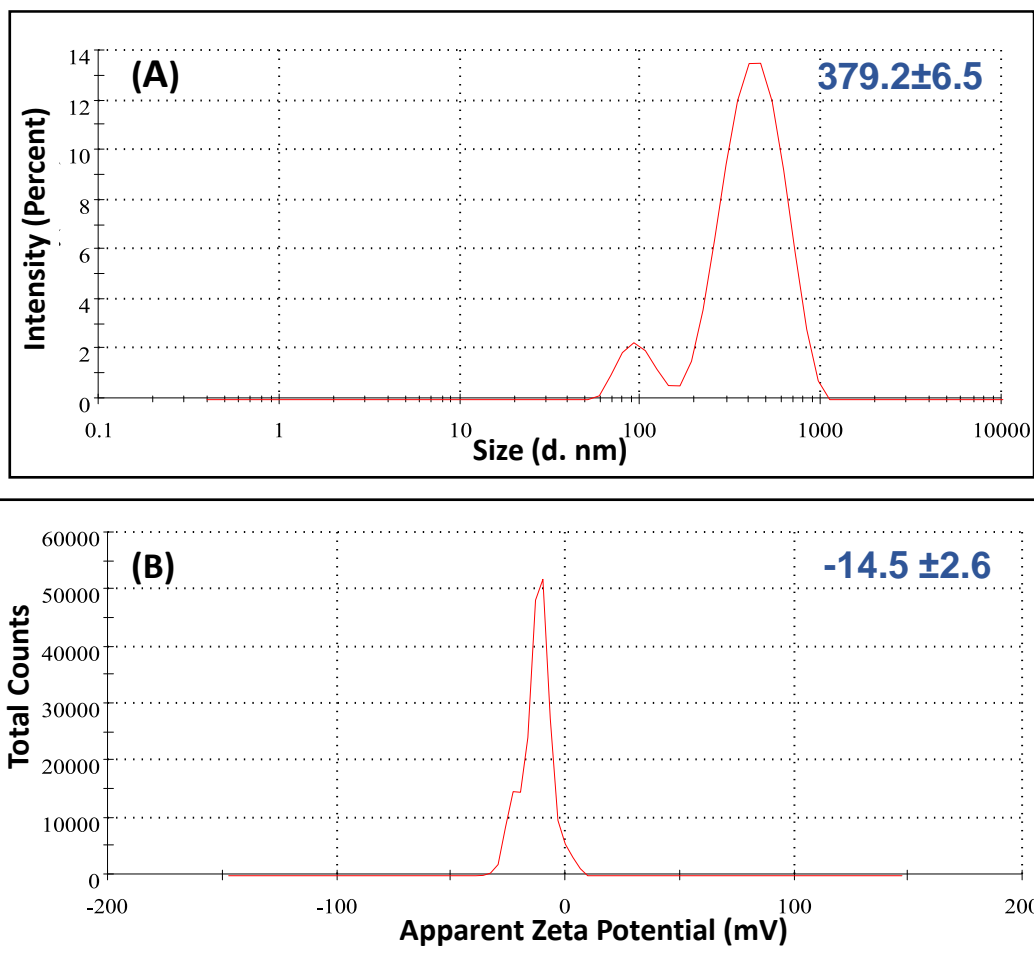 (A)
379.2±6.5
Intensity (Percent)
14
12
10
8
6
4
2
0
0.1 1 10 100 1000 10000
Size (d. nm)
(B)
-14.5 ±2.6
Total Counts
60000
50000
40000
30000
20000
10000
0
-200 -100 0 100 200
Apparent Zeta Potential (mV)